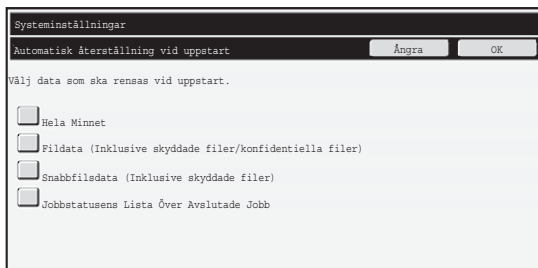 Systeminställningar
Automatisk återställning vid uppstart Ångra OK
Välj data som ska rensas vid uppstart.
Hela Minnet
Fildata (Inklusive skyddade filer/konfidentiella filer)
Snabbfilsdata (Inklusive skyddade filer)
Jobbstatusens Lista Över Avslutade Jobb